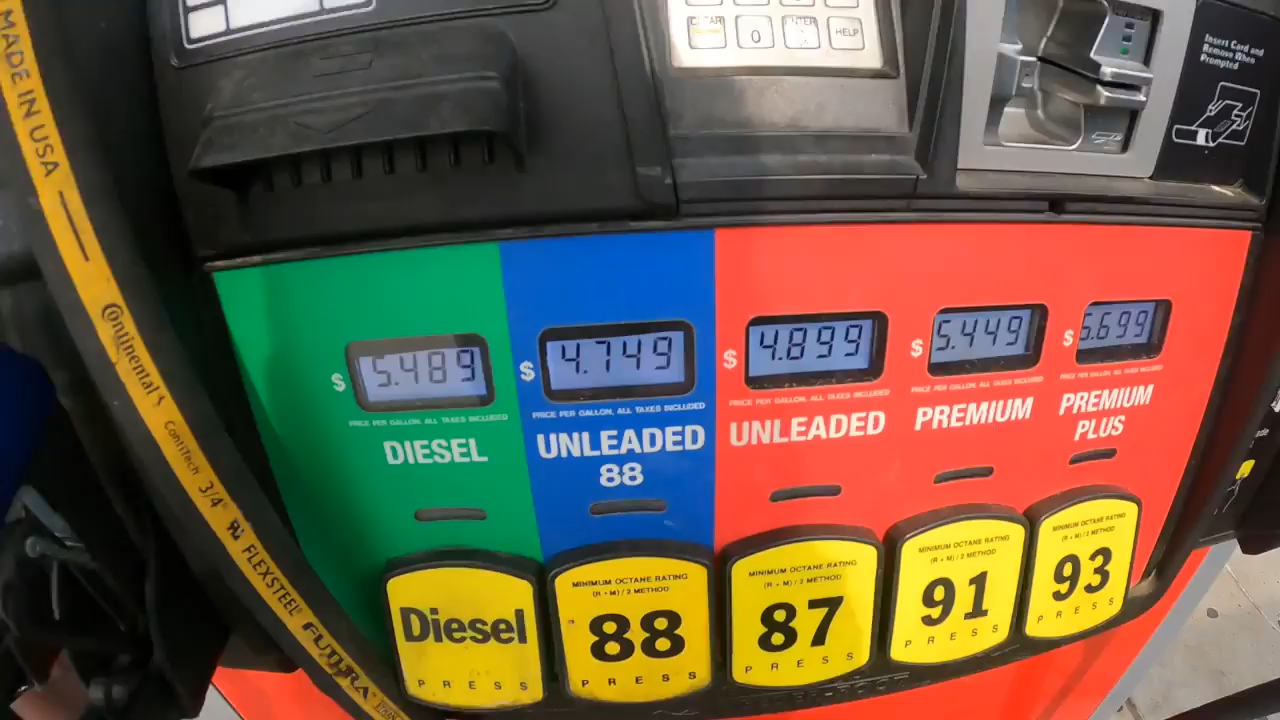 MADE IN USA
Continental
ContiTech 3/4" FLEXSTEEL FUTURA
CLEAR 0 ENTER HELP
Insert Card and
Remove When
Prompted
$ 5.489
PRICE PER GALLON, ALL TAXES INCLUDED
DIESEL
$ 4.749
PRICE PER GALLON, ALL TAXES INCLUDED
UNLEADED
88
$ 4.899
PRICE PER GALLON, ALL TAXES INCLUDED
UNLEADED
$ 5.449
PRICE PER GALLON, ALL TAXES INCLUDED
PREMIUM
$ 5.699
PRICE PER GALLON, ALL TAXES INCLUDED
PREMIUM
PLUS
Diesel
PRESS
MINIMUM OCTANE RATING
(R + M) / 2 METHOD
88
PRESS
MINIMUM OCTANE RATING
(R + M) / 2 METHOD
87
PRESS
MINIMUM OCTANE RATING
(R + M) / 2 METHOD
91
PRESS
MINIMUM OCTANE RATING
(R + M) / 2 METHOD
93
PRESS